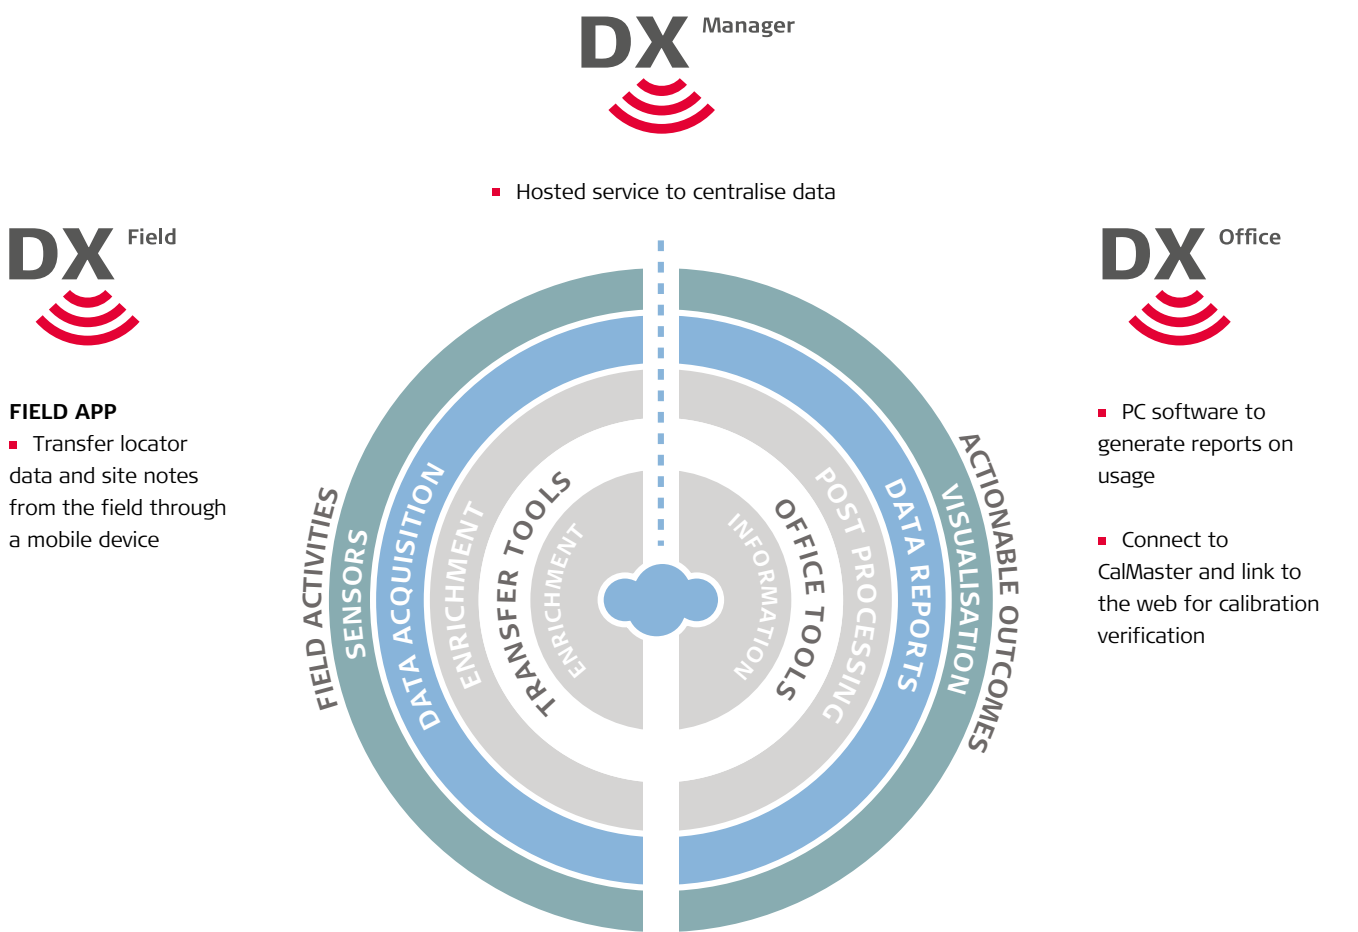 DX Manager
Hosted service to centralise data
DX Field
FIELD APP
Transfer locator
data and site notes
from the field through
a mobile device
FIELD ACTIVITIES
SENSORS
DATA ACQUISITION
ENRICHMENT
TRANSFER TOOLS
ENRICHMENT
INFORMATION
OFFICE TOOLS
POST PROCESSING
DATA REPORTS
VISUALISATION
ACTIONABLE OUTCOMES
DX Office
PC software to
generate reports on
usage
Connect to
CalMaster and link to
the web for calibration
verification